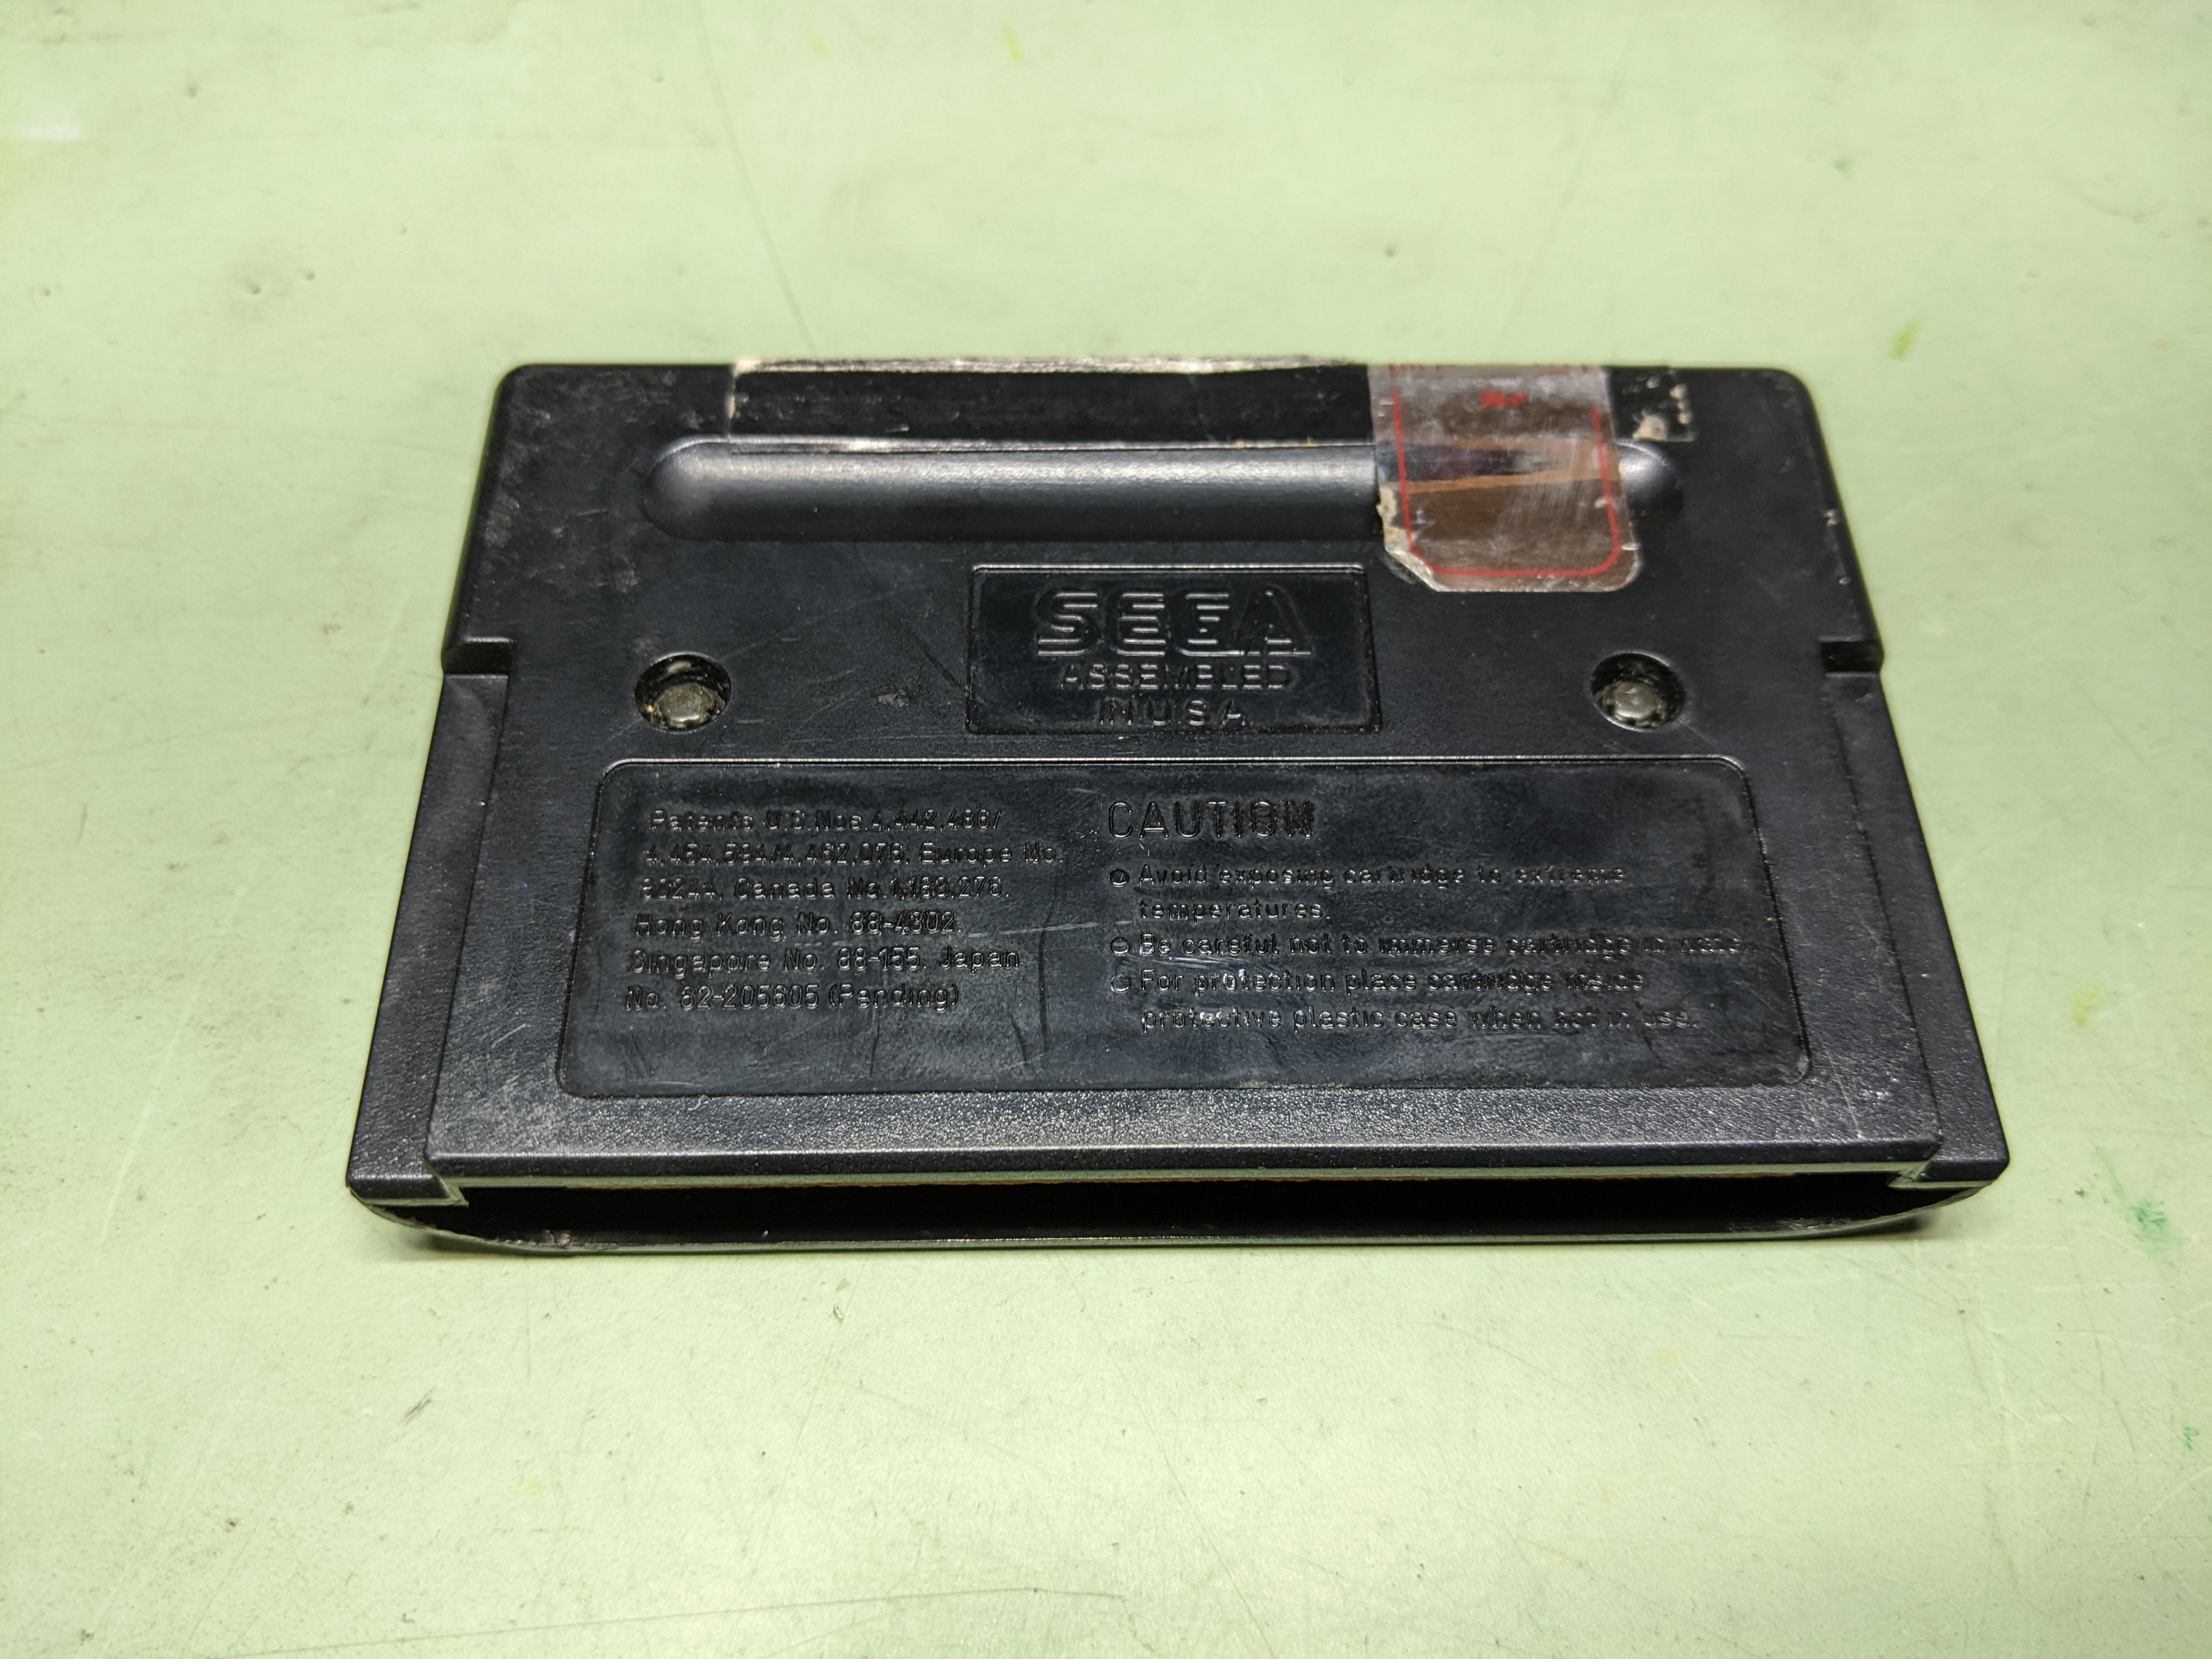 SEGA
ASSEMBLED
IN USA
Patents U.S. Nos. 4,442,486/
4,454,594/4,462,076, Europe No.
80244, Canada No. 1,183,276,
Hong Kong No. 88-4302,
Singapore No. 88-155, Japan
No. 82-205605 (Pending)
CAUTION
Avoid exposing cartridge to extreme
temperatures.
Be careful not to immerse cartridge in water.
For protection place cartridge inside
protective plastic case when not in use.